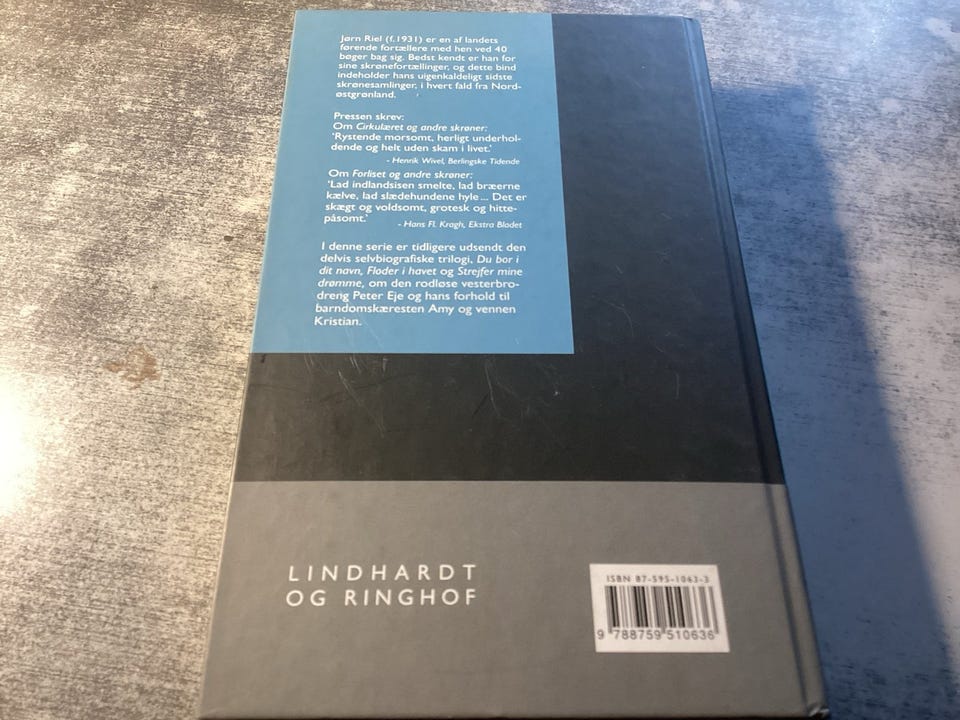 Jørn Riel (f.1931) er en af landets
førende fortællere med hen ved 40
bøger bag sig. Bedst kendt er han for
sine skrønefortællinger, og dette bind
indeholder hans uigenkaldeligt sidste
skrønesamlinger, i hvert fald fra Nord-
østgrønland.
Pressen skrev:
Om Cirkulæret og andre skrøner:
'Rystende morsomt, herligt underhol-
dende og helt uden skam i livet.'
- Henrik Wivel, Berlingske Tidende
Om Forliset og andre skrøner:
'Lad indlandsisen smelte, lad bræerne
kælve, lad slædehundene hyle ... Det er
skægt og voldsomt, grotesk og hitte-
påsomt.'
- Hans Fl. Kragh, Ekstra Bladet
I denne serie er tidligere udsendt den
delvis selvbiografiske trilogi, Du bor i
dit navn, Floder i havet og Strejfer mine
drømme, om den rodløse vesterbro-
dreng Peter Eje og hans forhold til
barndomskæresten Amy og vennen
Kristian.
LINDHARDT
OG RINGHOF
ISBN 87-595-1063-3
9 788759 510636